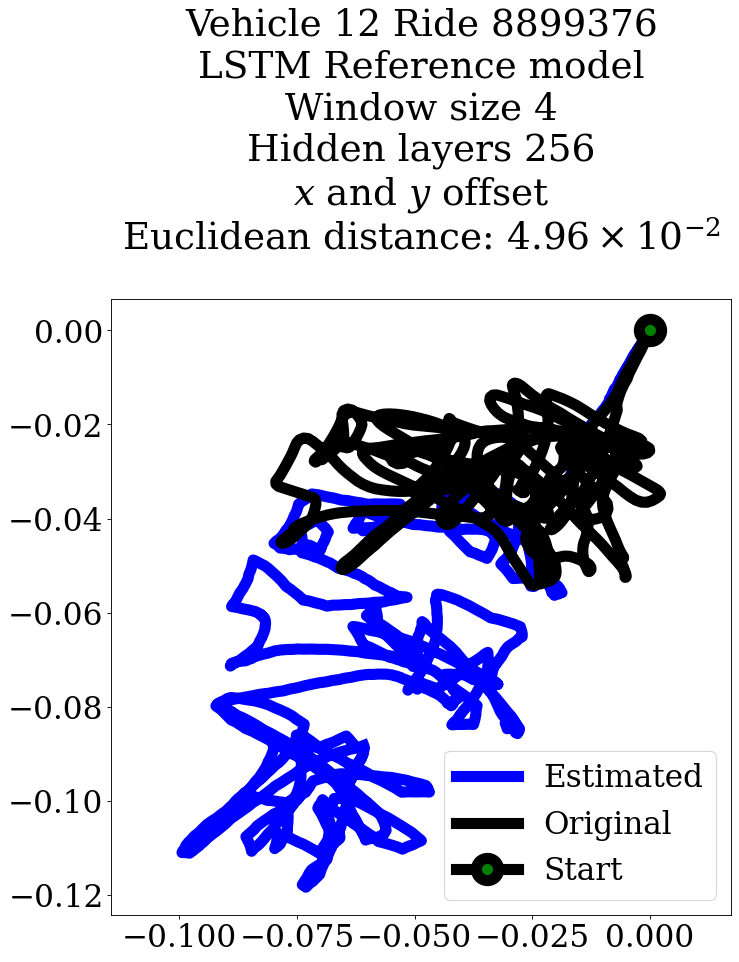 Vehicle 12 Ride 8899376
LSTM Reference model
Window size 4
Hidden layers 256
x and y offset
Euclidean distance: 4.96 × 10⁻²
0.00
−0.02
−0.04
−0.06
−0.08
−0.10
−0.12
Estimated
Original
Start
−0.100 −0.075 −0.050 −0.025 0.000